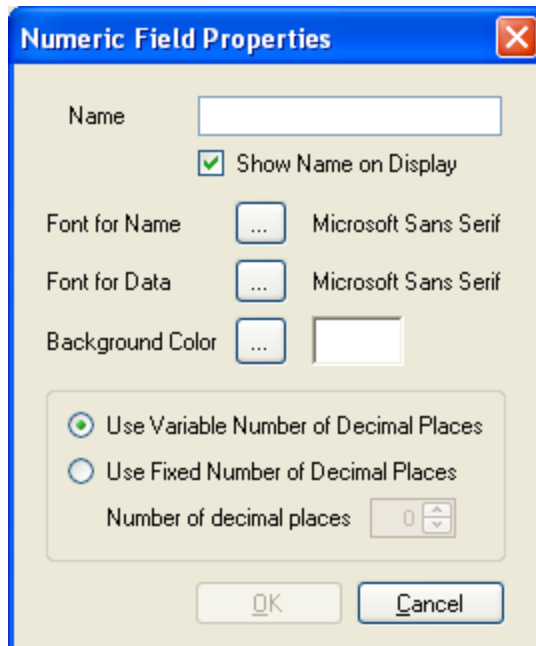 Numeric Field Properties
Name
Show Name on Display
Font for Name ... Microsoft Sans Serif
Font for Data ... Microsoft Sans Serif
Background Color ...
Use Variable Number of Decimal Places
Use Fixed Number of Decimal Places
Number of decimal places 0
OK Cancel